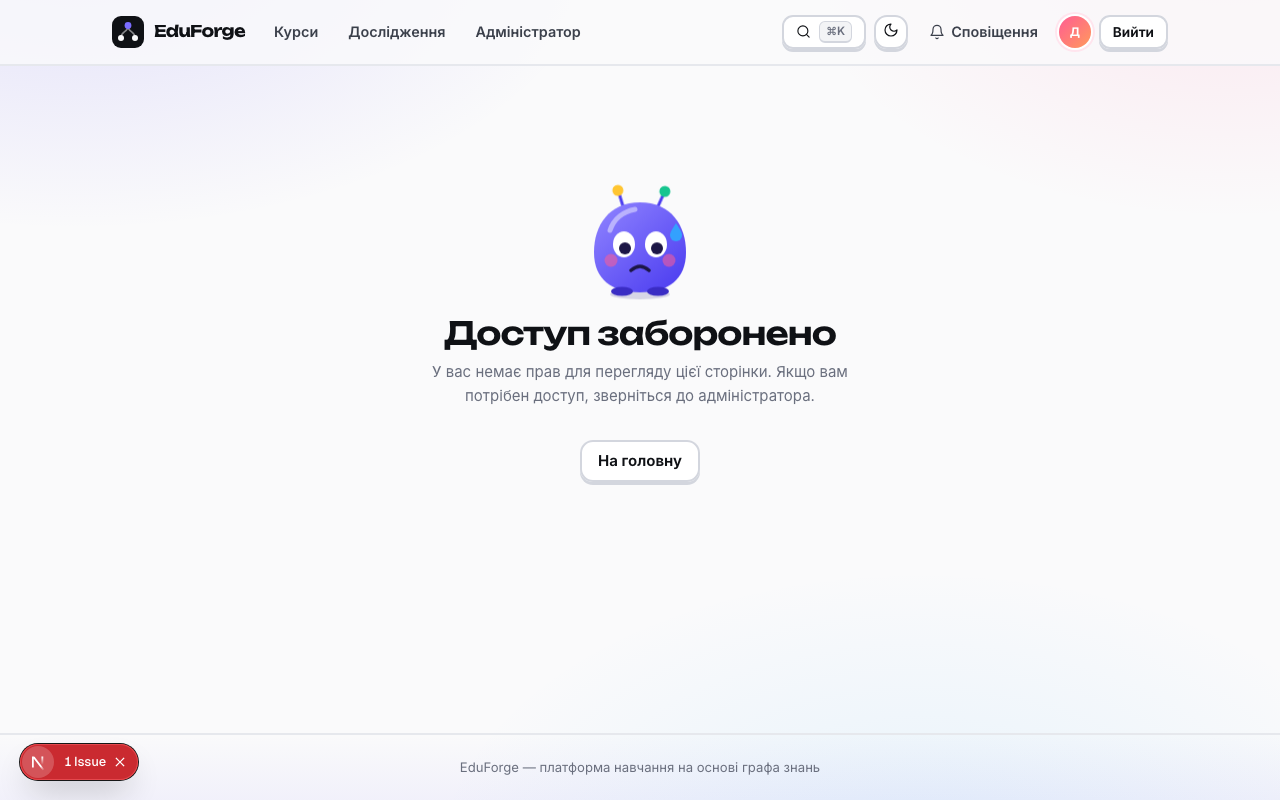 EduForge
Курси
Дослідження
Адміністратор
⌘K
Сповіщення
Д
Вийти
Доступ заборонено
У вас немає прав для перегляду цієї сторінки. Якщо вам
потрібен доступ, зверніться до адміністратора.
На головну
N
1 Issue
EduForge — платформа навчання на основі графа знань